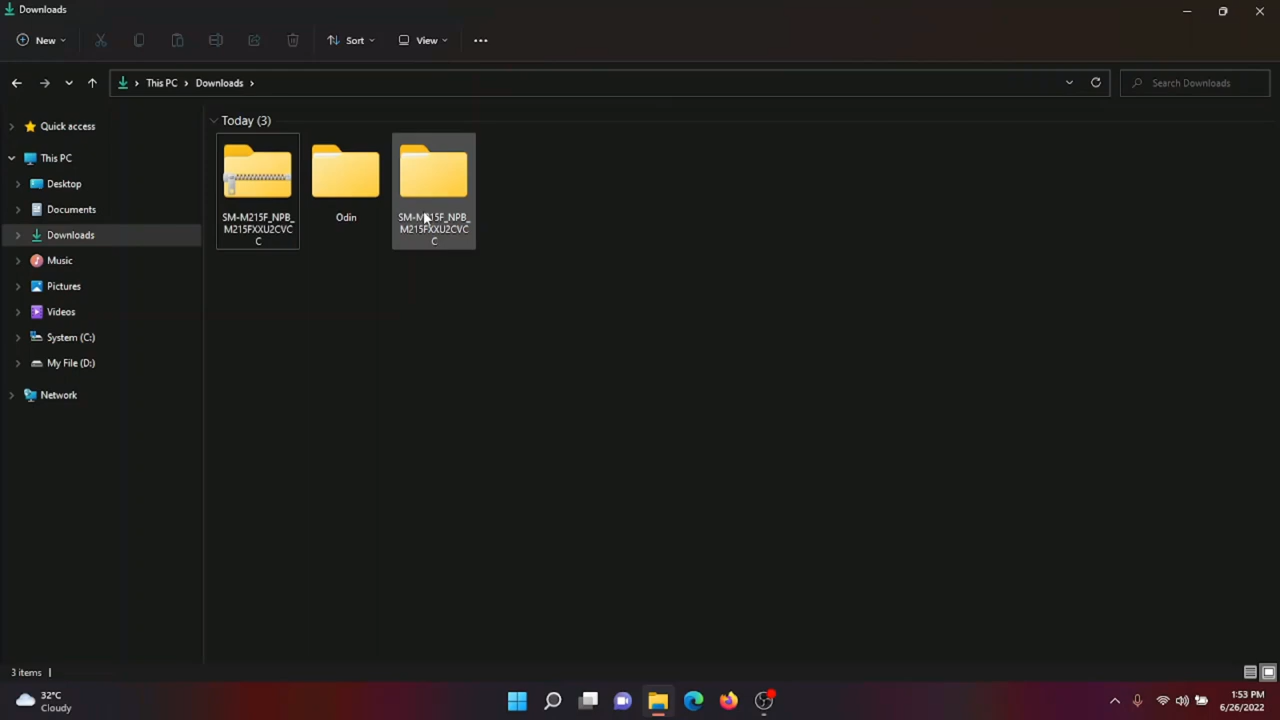 Downloads
New
Sort
View
This PC
Downloads
Search Downloads
Quick access
This PC
Desktop
Documents
Downloads
Music
Pictures
Videos
System (C:)
My File (D:)
Network
Today (3)
SM-M215F_NPB_
M215FXXU2CVC
C
Odin
SM-M215F_NPB_
M215FXXU2CVC
C
3 items
32°C
Cloudy
1:53 PM
6/26/2022